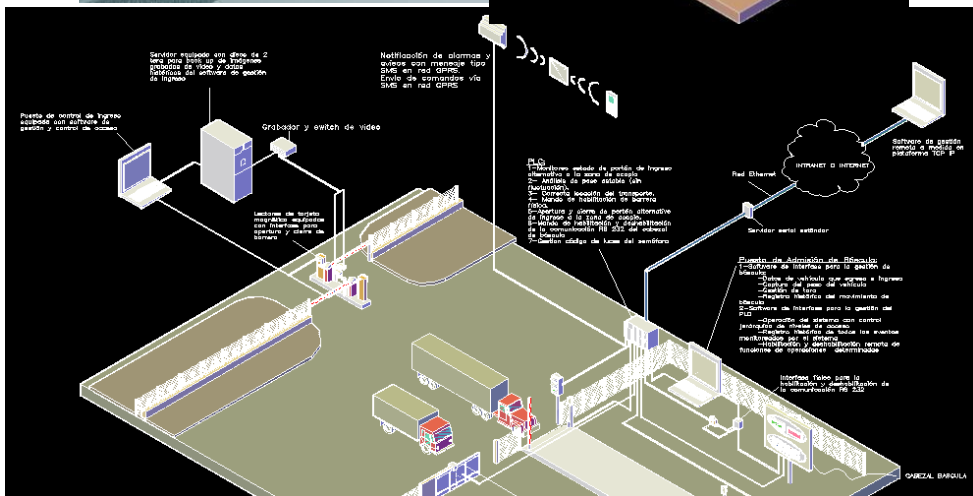 Servidor equipado con disco de 2
tera para back up de imágenes
grabadas de video y datos
históricos del software de gestión
de ingreso
Notificación de alarmas y
avisos con mensaje tipo
SMS en red GPRS.
Envío de comandos vía
SMS en red GPRS
Puesto de control de ingreso
equipado con software de
gestión y control de acceso
Grabador y switch de video
Software de gestión
remota a medida en
plataforma TCP IP
INTRANET O INTERNET
Red Ethernet
Servidor serial estándar
PLC:
1-Monitoreo estado de portón de ingreso
alternativo a la zona de acopio
2- Análisis de peso estable (sin
fluctuación).
3- Correcta posición del transporte.
4- Mando de habilitación de barrera
física.
5-Apertura y cierre de portón alternativo
de ingreso a la zona de acopio.
6-Mando de habilitación y deshabilitación
de la comunicación RS 232 del cabezal
de báscula
7-Gestion código de luces del semáforo
Lectores de tarjeta
magnética equipados
con interfase para
apertura y cierre de
barrera
Puesto de Admisión de Báscula:
1-Software de interfase para la gestión de
báscula
-Datos de vehículo que egresa e ingresa
-Captura del peso del vehículo
-Gestión de tara
-Registro histórico del movimiento de
báscula
2-Software de interfase para la gestión del
PLC
-Operación del sistema con control
jerárquico de niveles de acceso
-Registro histórico de todos los eventos
monitoreados por el sistema
-Habilitación y deshabilitación remota de
funciones de operaciones determinadas
Interfase física para la
habilitación y deshabilitación de
la comunicación RS 232
CABEZAL BASCULA